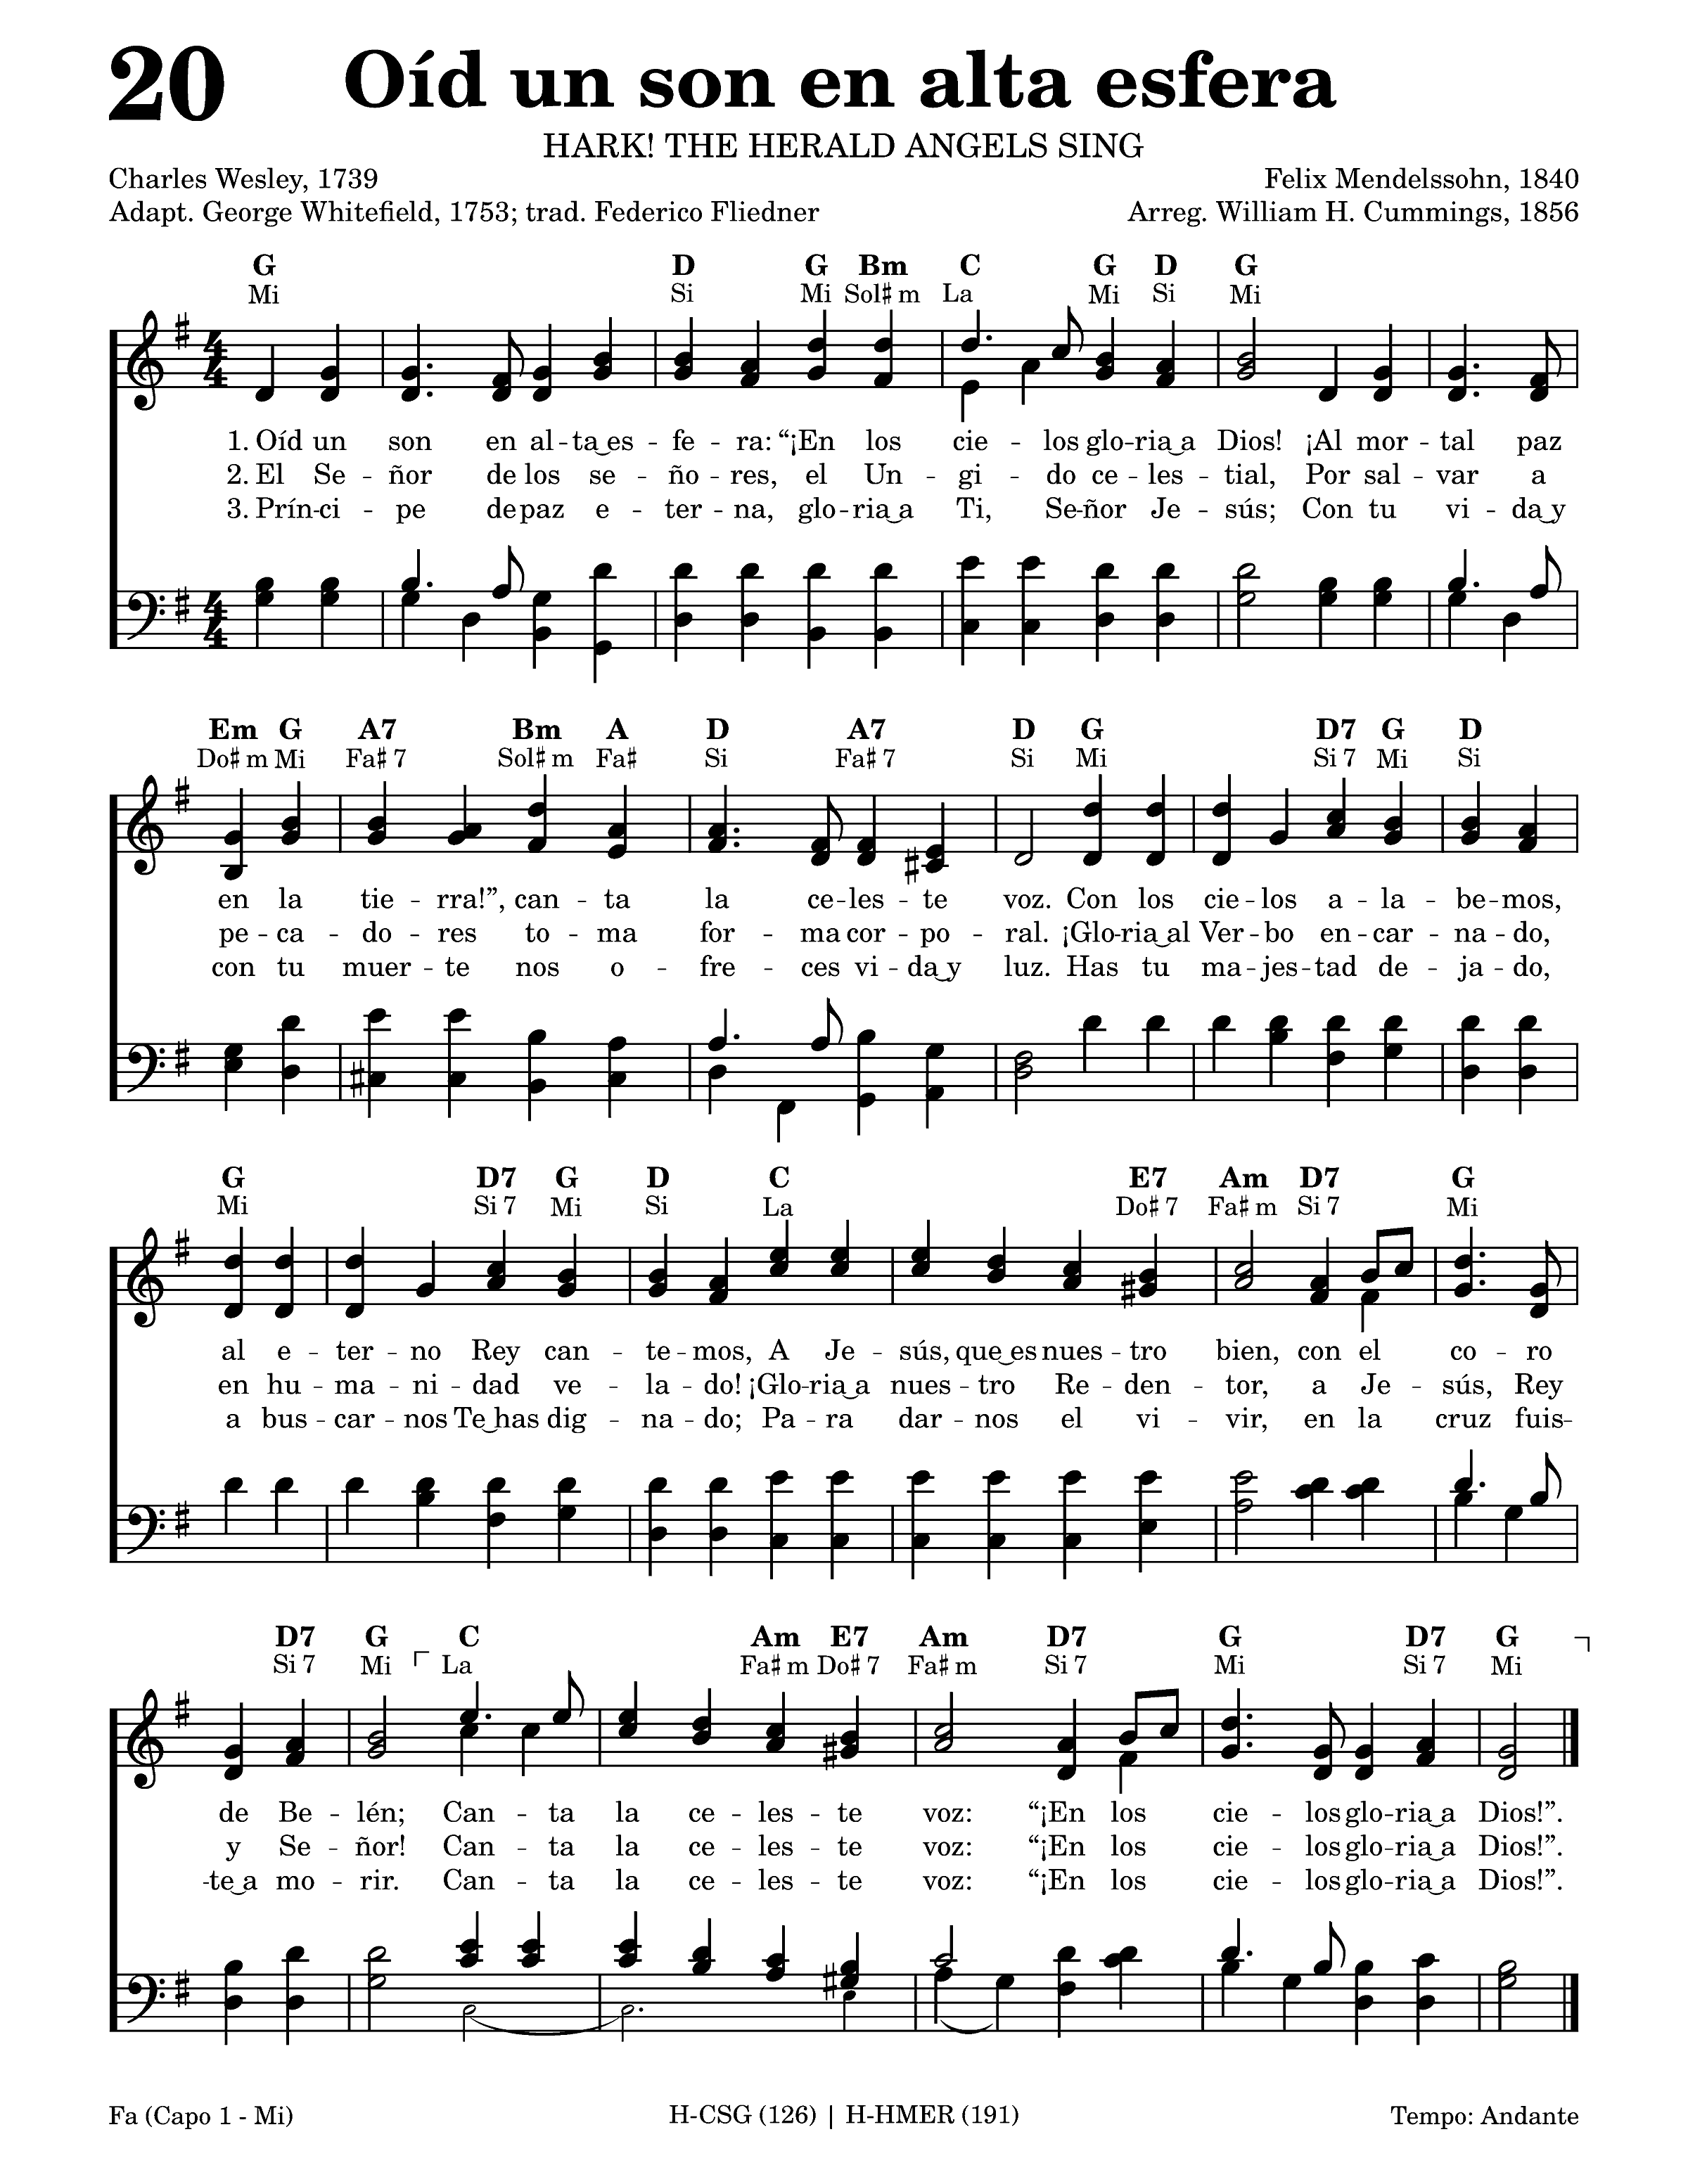 20 Oíd un son en alta esfera
HARK! THE HERALD ANGELS SING
Charles Wesley, 1739 Felix Mendelssohn, 1840
Adapt. George Whitefield, 1753; trad. Federico Fliedner Arreg. William H. Cummings, 1856
G D G Bm C G D G
Mi Si Mi Sol♯ m La Mi Si Mi
4 4
1. Oíd un son en al -- ta‿es -- fe -- ra: “¡En los cie -- los glo -- ria‿a Dios! ¡Al mor -- tal paz
2. El Se -- ñor de los se -- ño -- res, el Un -- gi -- do ce -- les -- tial, Por sal -- var a
3. Prín -- ci -- pe de paz e -- ter -- na, glo -- ria‿a Ti, Se -- ñor Je -- sús; Con tu vi -- da‿y
4 4
Em G A7 Bm A D A7 D G D7 G D
Do♯ m Mi Fa♯ 7 Sol♯ m Fa♯ Si Fa♯ 7 Si Mi Si 7 Mi Si
en la tie -- rra!”, can -- ta la ce -- les -- te voz. Con los cie -- los a -- la -- be -- mos,
pe -- ca -- do -- res to -- ma for -- ma cor -- po -- ral. ¡Glo -- ria‿al Ver -- bo en -- car -- na -- do,
con tu muer -- te nos o -- fre -- ces vi -- da‿y luz. Has tu ma -- jes -- tad de -- ja -- do,
G D7 G D C E7 Am D7 G
Mi Si 7 Mi Si La Do♯ 7 Fa♯ m Si 7 Mi
al e -- ter -- no Rey can -- te -- mos, A Je -- sús, que‿es nues -- tro bien, con el co -- ro
en hu -- ma -- ni -- dad ve -- la -- do! ¡Glo -- ria‿a nues -- tro Re -- den -- tor, a Je -- sús, Rey
a bus -- car -- nos Te‿has dig -- na -- do; Pa -- ra dar -- nos el vi -- vir, en la cruz fuis --
D7 G C Am E7 Am D7 G D7 G
Si 7 Mi La Fa♯ m Do♯ 7 Fa♯ m Si 7 Mi Si 7 Mi
de Be -- lén; Can -- ta la ce -- les -- te voz: “¡En los cie -- los glo -- ria‿a Dios!”.
y Se -- ñor! Can -- ta la ce -- les -- te voz: “¡En los cie -- los glo -- ria‿a Dios!”.
-- te‿a mo -- rir. Can -- ta la ce -- les -- te voz: “¡En los cie -- los glo -- ria‿a Dios!”.
Fa (Capo 1 - Mi) H-CSG (126) | H-HMER (191) Tempo: Andante